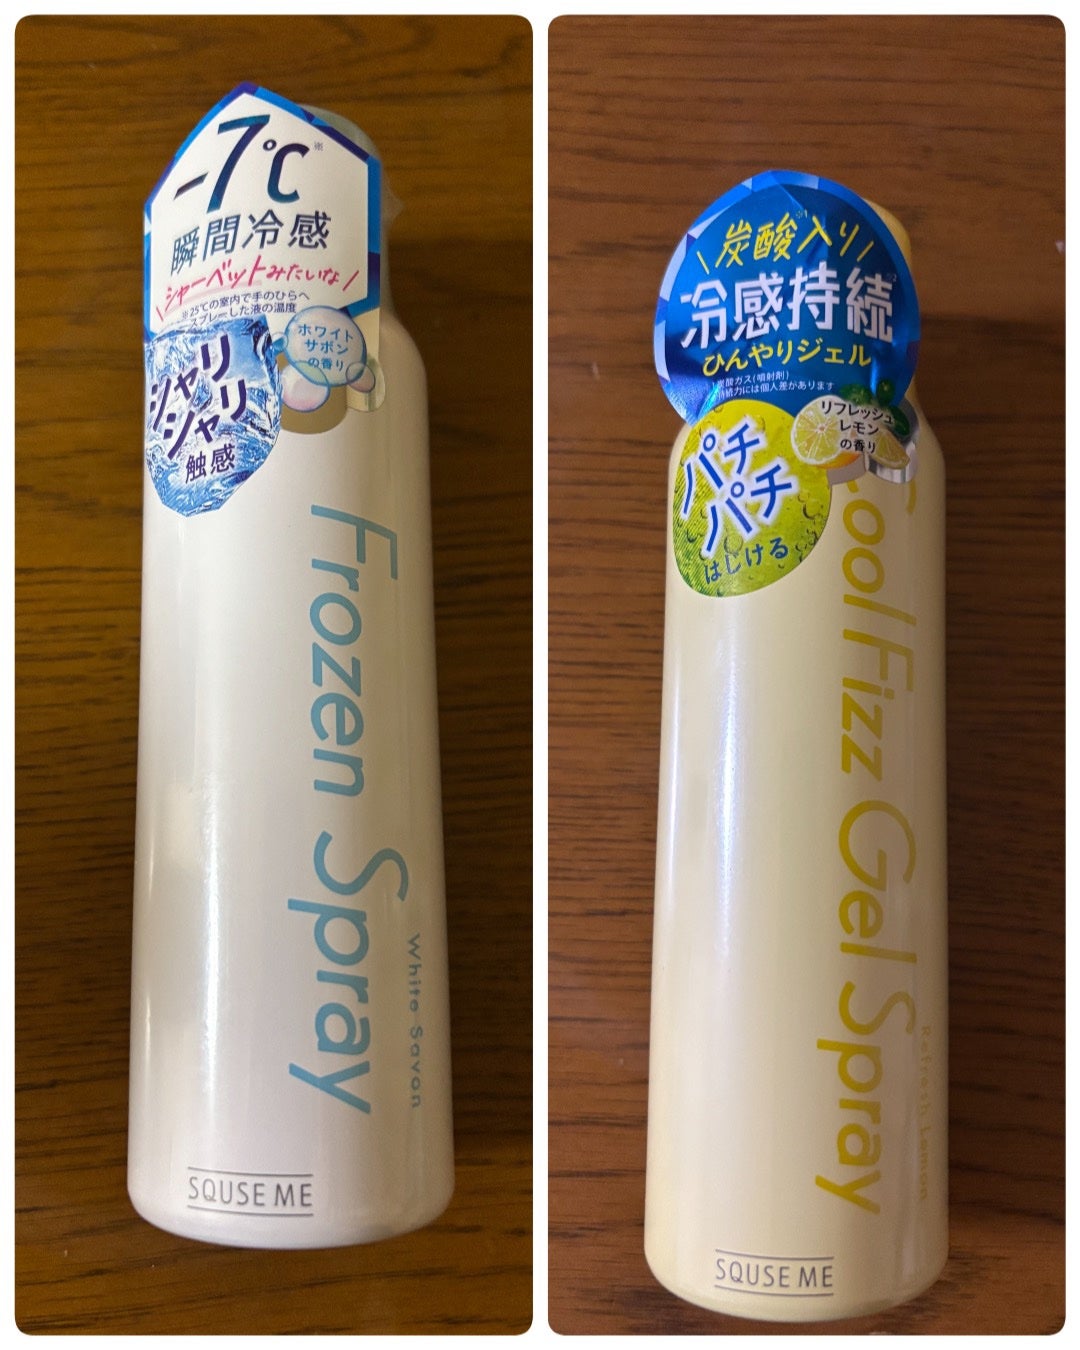 -7℃※
瞬間冷感
\シャーベットみたいな/
※25℃の室内で手のひらへ
スプレーした液の温度
ホワイト
サボン
の香り
シャリ
シャリ
触感
Frozen Spray
White Savon
SQUSE ME
\炭酸※1入り/
冷感持続※2
ひんやりジェル
炭酸ガス(噴射剤)
持続力には個人差があります
リフレッシュ
レモン
の香り
パチ
パチ
はじける
Cool Fizz Gel Spray
Refresh Lemon
SQUSE ME